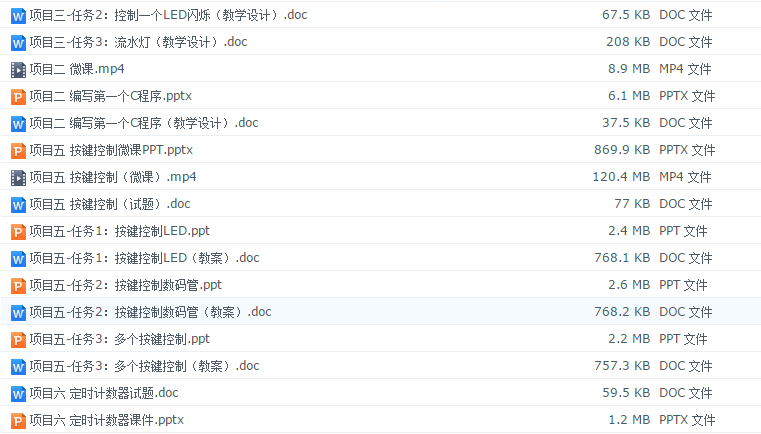 项目三-任务2：控制一个LED闪烁（教学设计）.doc 67.5 KB DOC 文件
项目三-任务3：流水灯（教学设计）.doc 208 KB DOC 文件
项目二 微课.mp4 8.9 MB MP4 文件
项目二 编写第一个C程序.pptx 6.1 MB PPTX 文件
项目二 编写第一个C程序（教学设计）.doc 37.5 KB DOC 文件
项目五 按键控制微课PPT.pptx 869.9 KB PPTX 文件
项目五 按键控制（微课）.mp4 120.4 MB MP4 文件
项目五 按键控制（试题）.doc 77 KB DOC 文件
项目五-任务1：按键控制LED.ppt 2.4 MB PPT 文件
项目五-任务1：按键控制LED（教案）.doc 768.1 KB DOC 文件
项目五-任务2：按键控制数码管.ppt 2.6 MB PPT 文件
项目五-任务2：按键控制数码管（教案）.doc 768.2 KB DOC 文件
项目五-任务3：多个按键控制.ppt 2.2 MB PPT 文件
项目五-任务3：多个按键控制（教案）.doc 757.3 KB DOC 文件
项目六 定时计数器试题.doc 59.5 KB DOC 文件
项目六 定时计数器课件.pptx 1.2 MB PPTX 文件